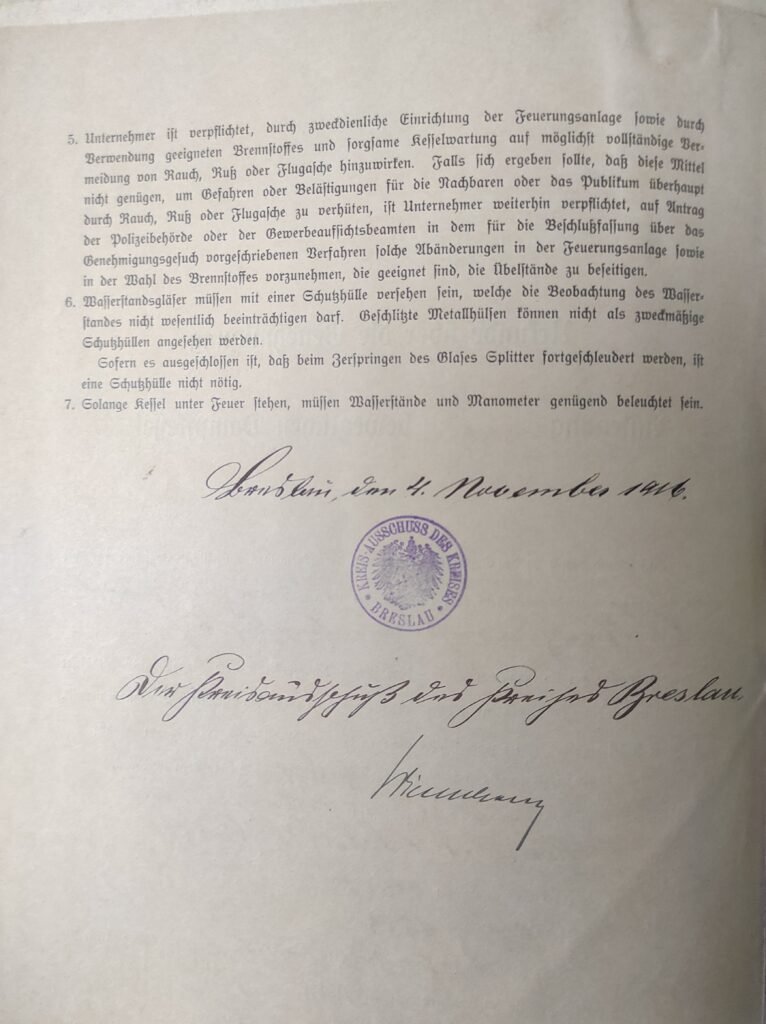 5. Unternehmer ist verpflichtet, durch zweckdienliche Einrichtung der Feuerungsanlage sowie durch
Verwendung geeigneten Brennstoffes und sorgsame Kesselwartung auf möglichst vollständige Ver-
meidung von Rauch, Ruß oder Flugasche hinzuwirken. Falls sich ergeben sollte, daß diese Mittel
nicht genügen, um Gefahren oder Belästigungen für die Nachbaren oder das Publikum überhaupt
durch Rauch, Ruß oder Flugasche zu verhüten, ist Unternehmer weiterhin verpflichtet, auf Antrag
der Polizeibehörde oder der Gewerbeaufsichtsbeamten in dem für die Beschlußfassung über das
Genehmigungsgesuch vorgeschriebenen Verfahren solche Abänderungen in der Feuerungsanlage sowie
in der Wahl des Brennstoffes vorzunehmen, die geeignet sind, die Übelstände zu beseitigen.
6. Wasserstandsgläser müssen mit einer Schutzhülle versehen sein, welche die Beobachtung des Wasser-
standes nicht wesentlich beeinträchtigen darf. Geschlitzte Metallhülsen können nicht als zweckmäßige
Schutzhüllen angesehen werden.
Sofern es ausgeschlossen ist, daß beim Zerspringen des Glases Splitter fortgeschleudert werden, ist
eine Schutzhülle nicht nötig.
7. Solange Kessel unter Feuer stehen, müssen Wasserstände und Manometer genügend beleuchtet sein.
Breslau, den 4. November 1916.
KREIS-AUSSCHUSS DES KREISES
* BRESLAU *
Der Kreisausschuß des Kreises Breslau.